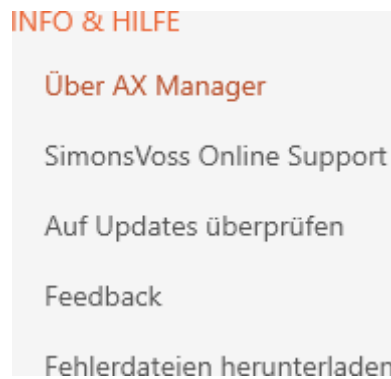 INFO & HILFE
Über AX Manager
SimonsVoss Online Support
Auf Updates überprüfen
Feedback
Fehlerdateien herunterladen